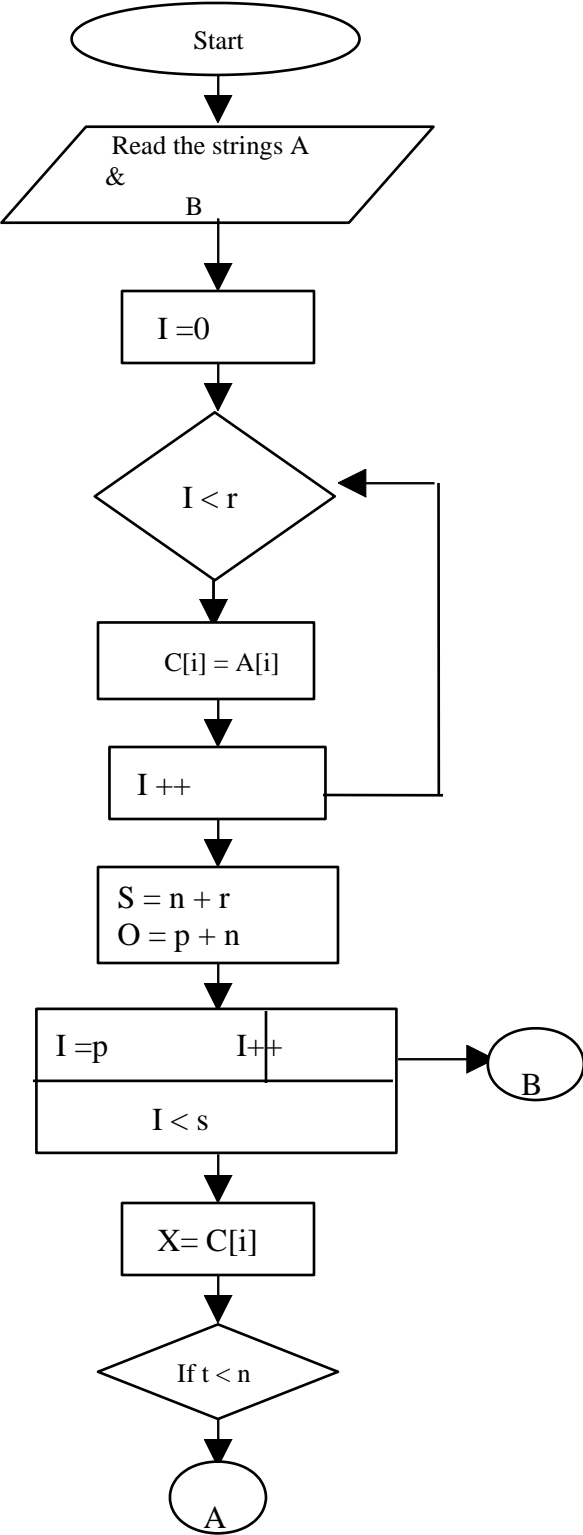 Start
Read the strings A
&
B
I =0
I < r
C[i] = A[i]
I ++
S = n + r
O = p + n
I =p I++
B
I < s
X= C[i]
If t < n
A